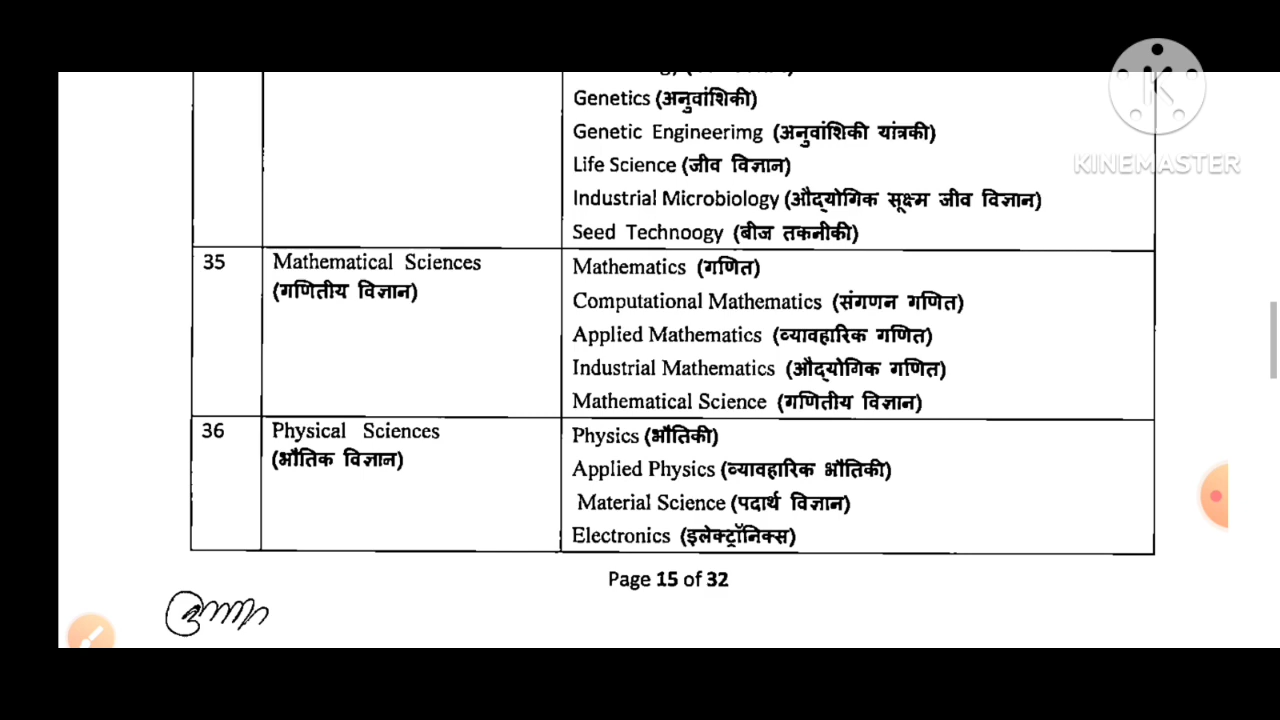 Genetics (अनुवांशिकी)
Genetic Engineerimg (अनुवांशिकी यांत्रकी)
Life Science (जीव विज्ञान)
Industrial Microbiology (औद्योगिक सूक्ष्म जीव विज्ञान)
Seed Technoogy (बीज तकनीकी)
35 Mathematical Sciences
(गणितीय विज्ञान)
Mathematics (गणित)
Computational Mathematics (संगणन गणित)
Applied Mathematics (व्यावहारिक गणित)
Industrial Mathematics (औद्योगिक गणित)
Mathematical Science (गणितीय विज्ञान)
36 Physical Sciences
(भौतिक विज्ञान)
Physics (भौतिकी)
Applied Physics (व्यावहारिक भौतिकी)
Material Science (पदार्थ विज्ञान)
Electronics (इलेक्ट्रॉनिक्स)
Page 15 of 32
KINEMASTER